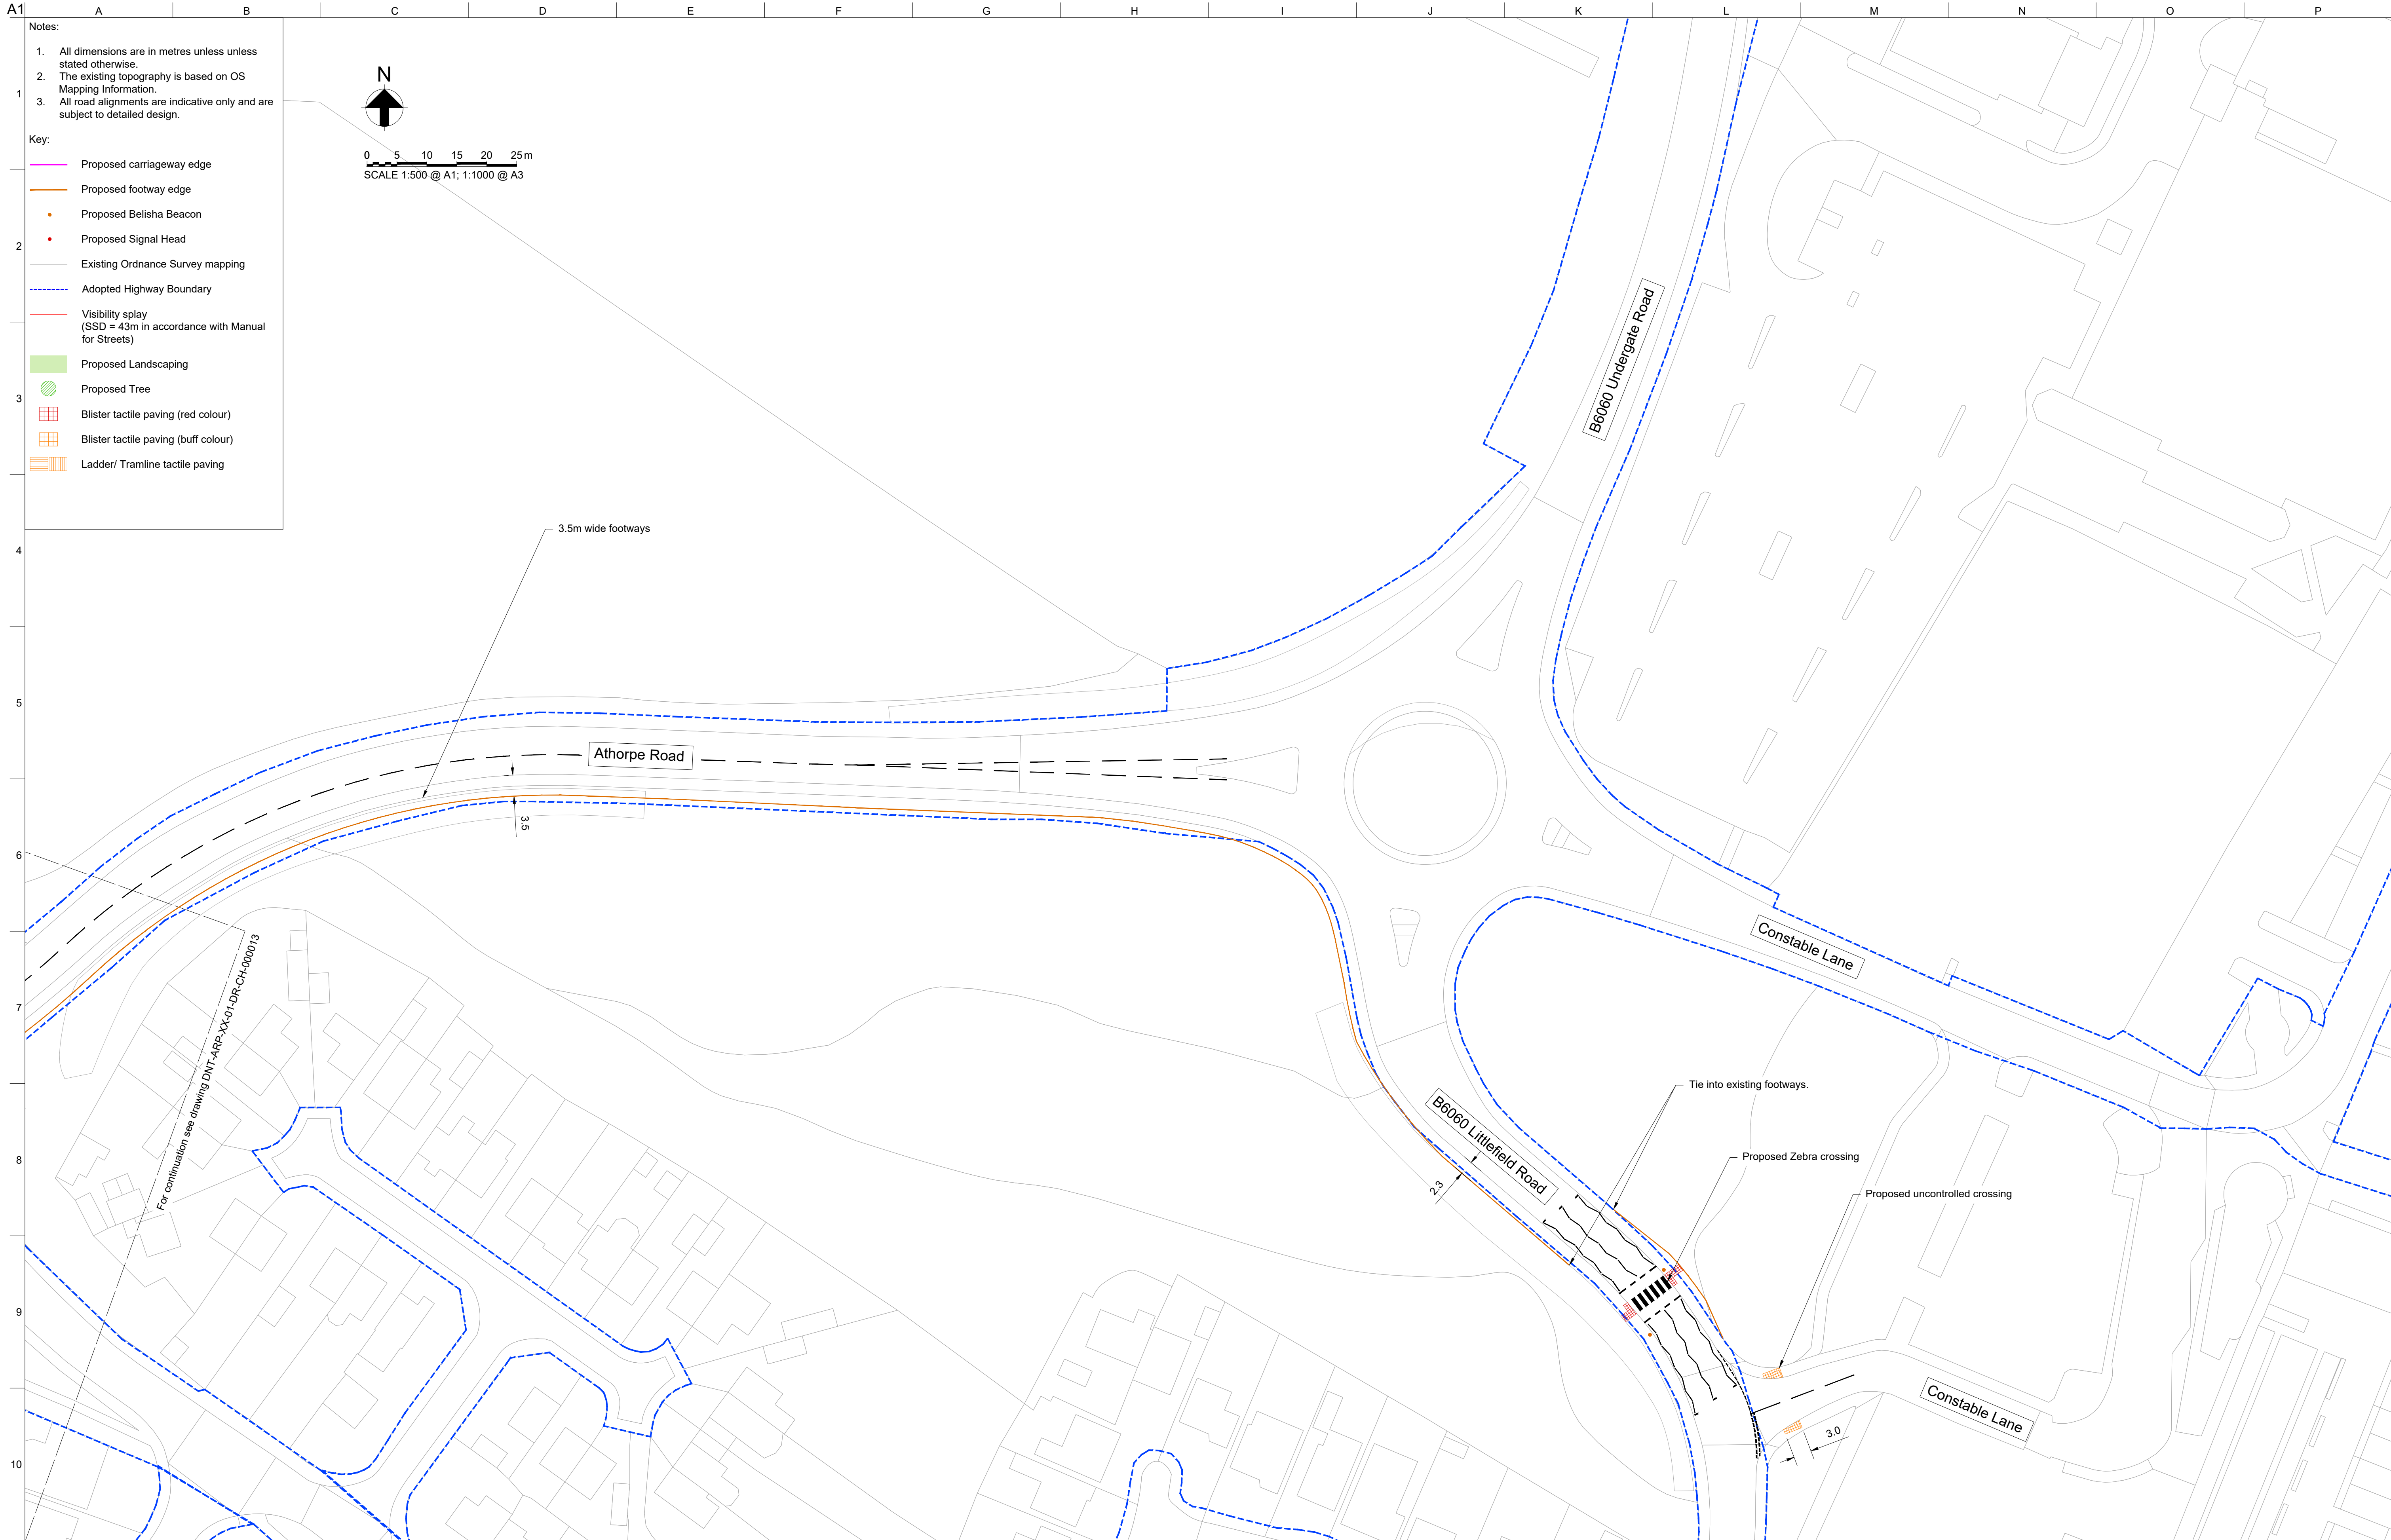 A1
A B C D E F G H I J K L M N O P
1
2
3
4
5
6
7
8
9
10
Notes:
1. All dimensions are in metres unless unless
stated otherwise.
2. The existing topography is based on OS
Mapping Information.
3. All road alignments are indicative only and are
subject to detailed design.
Key:
Proposed carriageway edge
Proposed footway edge
Proposed Belisha Beacon
Proposed Signal Head
Existing Ordnance Survey mapping
Adopted Highway Boundary
Visibility splay
(SSD = 43m in accordance with Manual
for Streets)
Proposed Landscaping
Proposed Tree
Blister tactile paving (red colour)
Blister tactile paving (buff colour)
Ladder/ Tramline tactile paving
N
0 5 10 15 20 25 m
SCALE 1:500 @ A1; 1:1000 @ A3
B6060 Undergate Road
3.5m wide footways
Athorpe Road
3.5
Constable Lane
For continuation see drawing DNT-ARP-XX-01-DR-CH-000013
Tie into existing footways.
B6060 Littlefield Road
Proposed Zebra crossing
2.3
Proposed uncontrolled crossing
Constable Lane
3.0